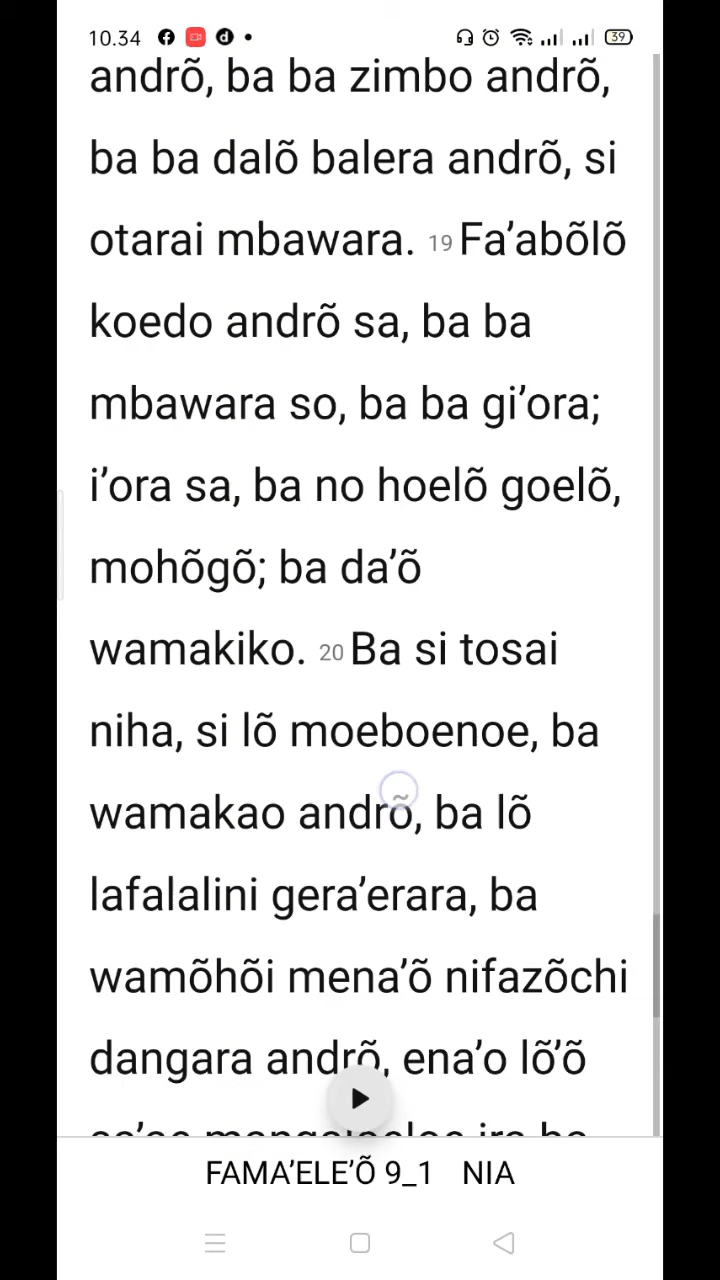 10.34
39
andrõ, ba ba zimbo andrõ,
ba ba dalõ balera andrõ, si
otarai mbawara. 19 Fa’abõlõ
koedo andrõ sa, ba ba
mbawara so, ba ba gi’ora;
i’ora sa, ba no hoelõ goelõ,
mohõgõ; ba da’õ
wamakiko. 20 Ba si tosai
niha, si lõ moeboenoe, ba
wamakao andrõ, ba lõ
lafalalini gera’erara, ba
wamõhõi mena’õ nifazõchi
dangara andrõ, ena’o lõ’õ
FAMA’ELE’Õ 9_1 NIA